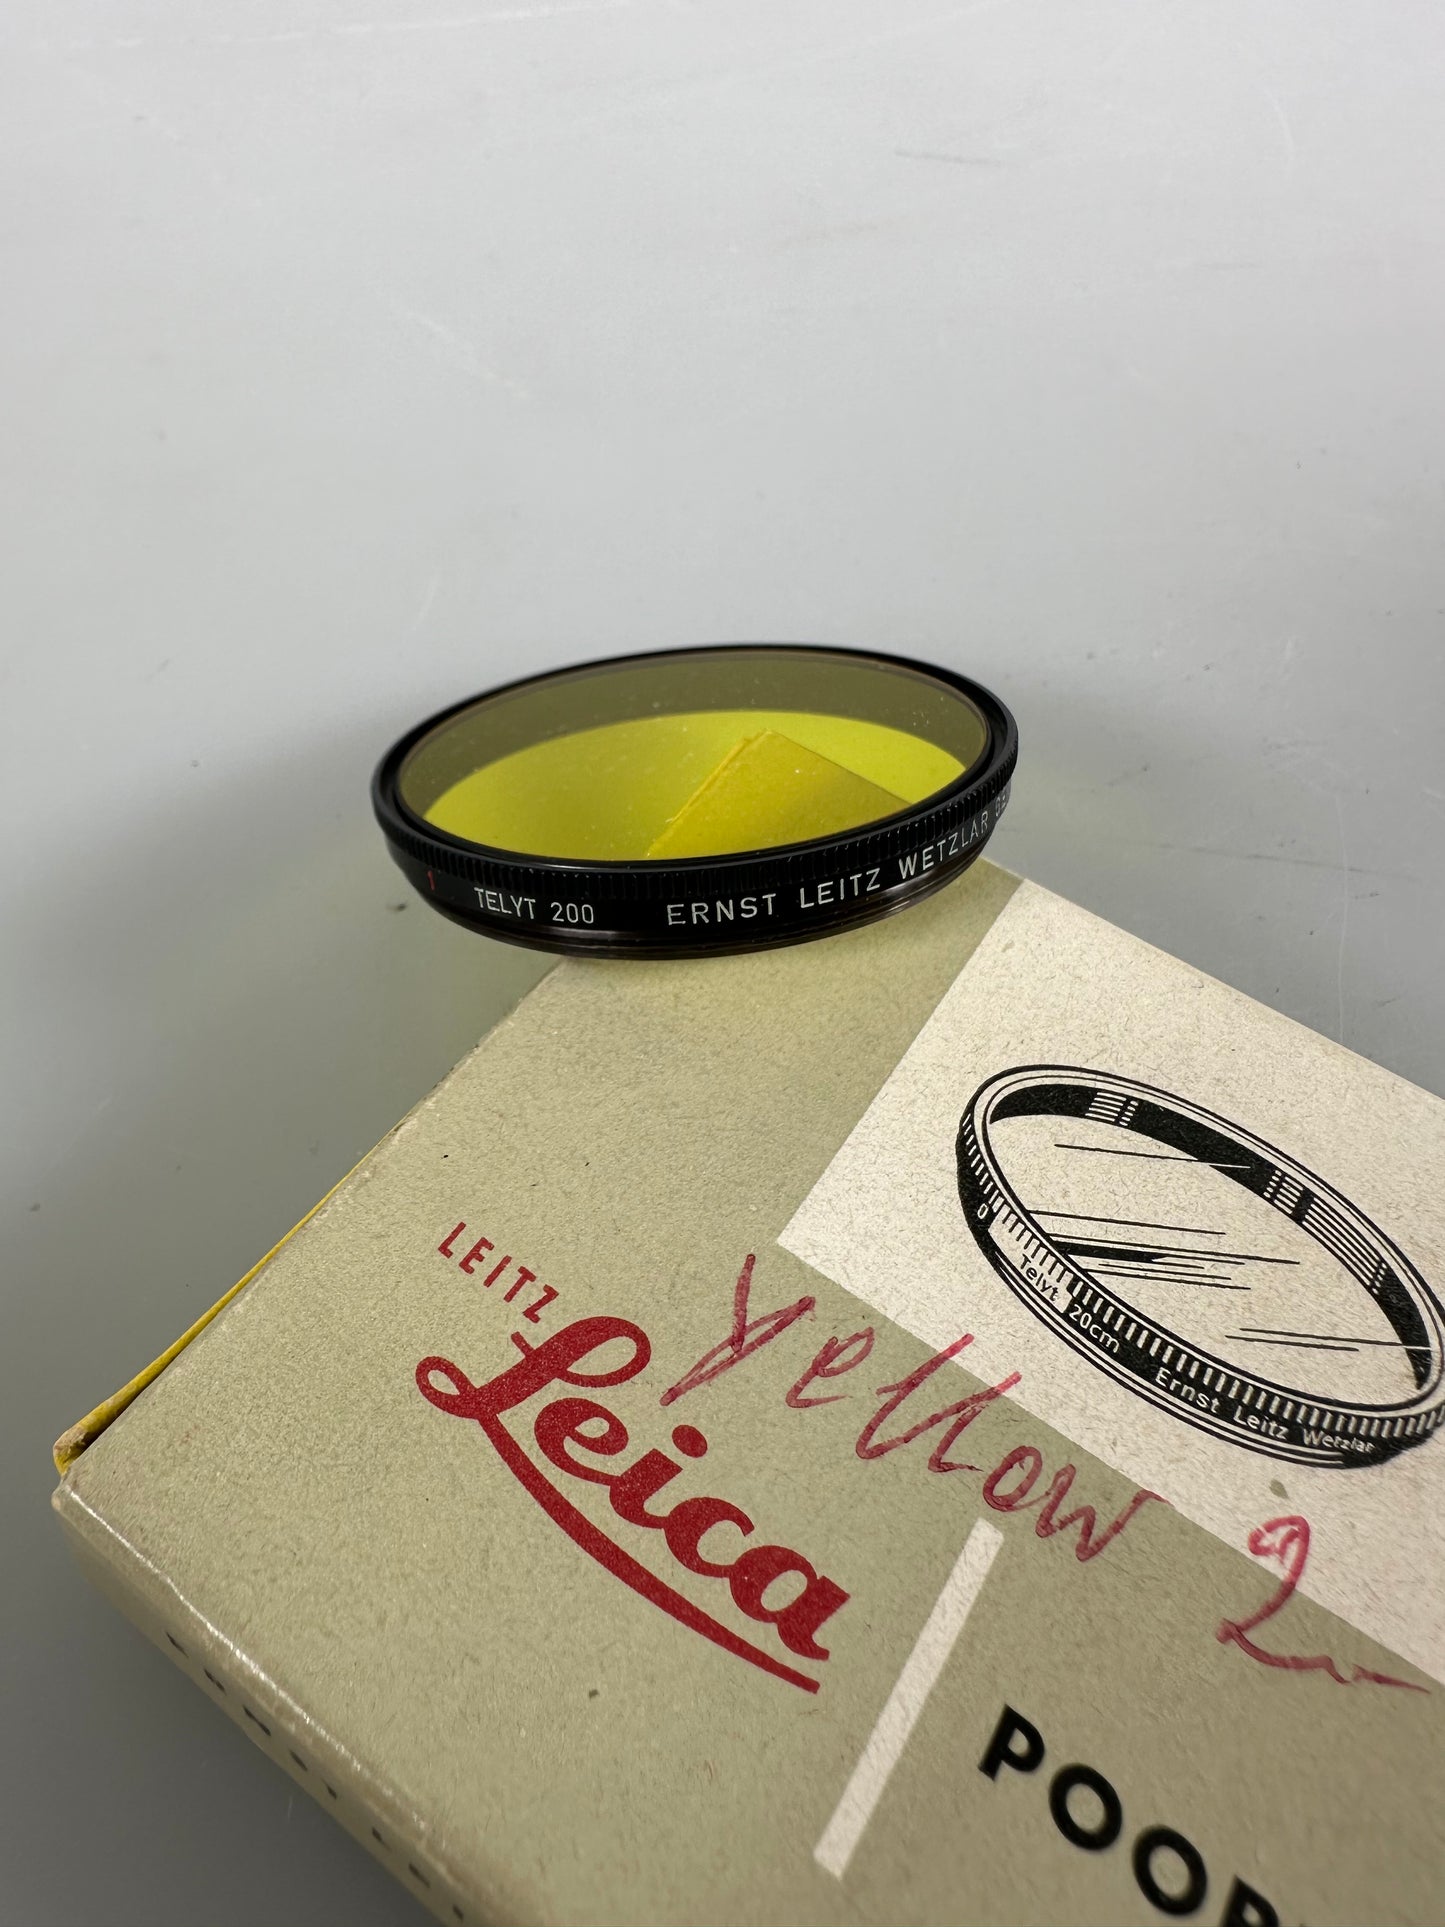 1 TELYT 200 ERNST LEITZ WETZLAR
0 Telyt 20cm Ernst Leitz Wetzlar
LEITZ
Leica
Yellow 2